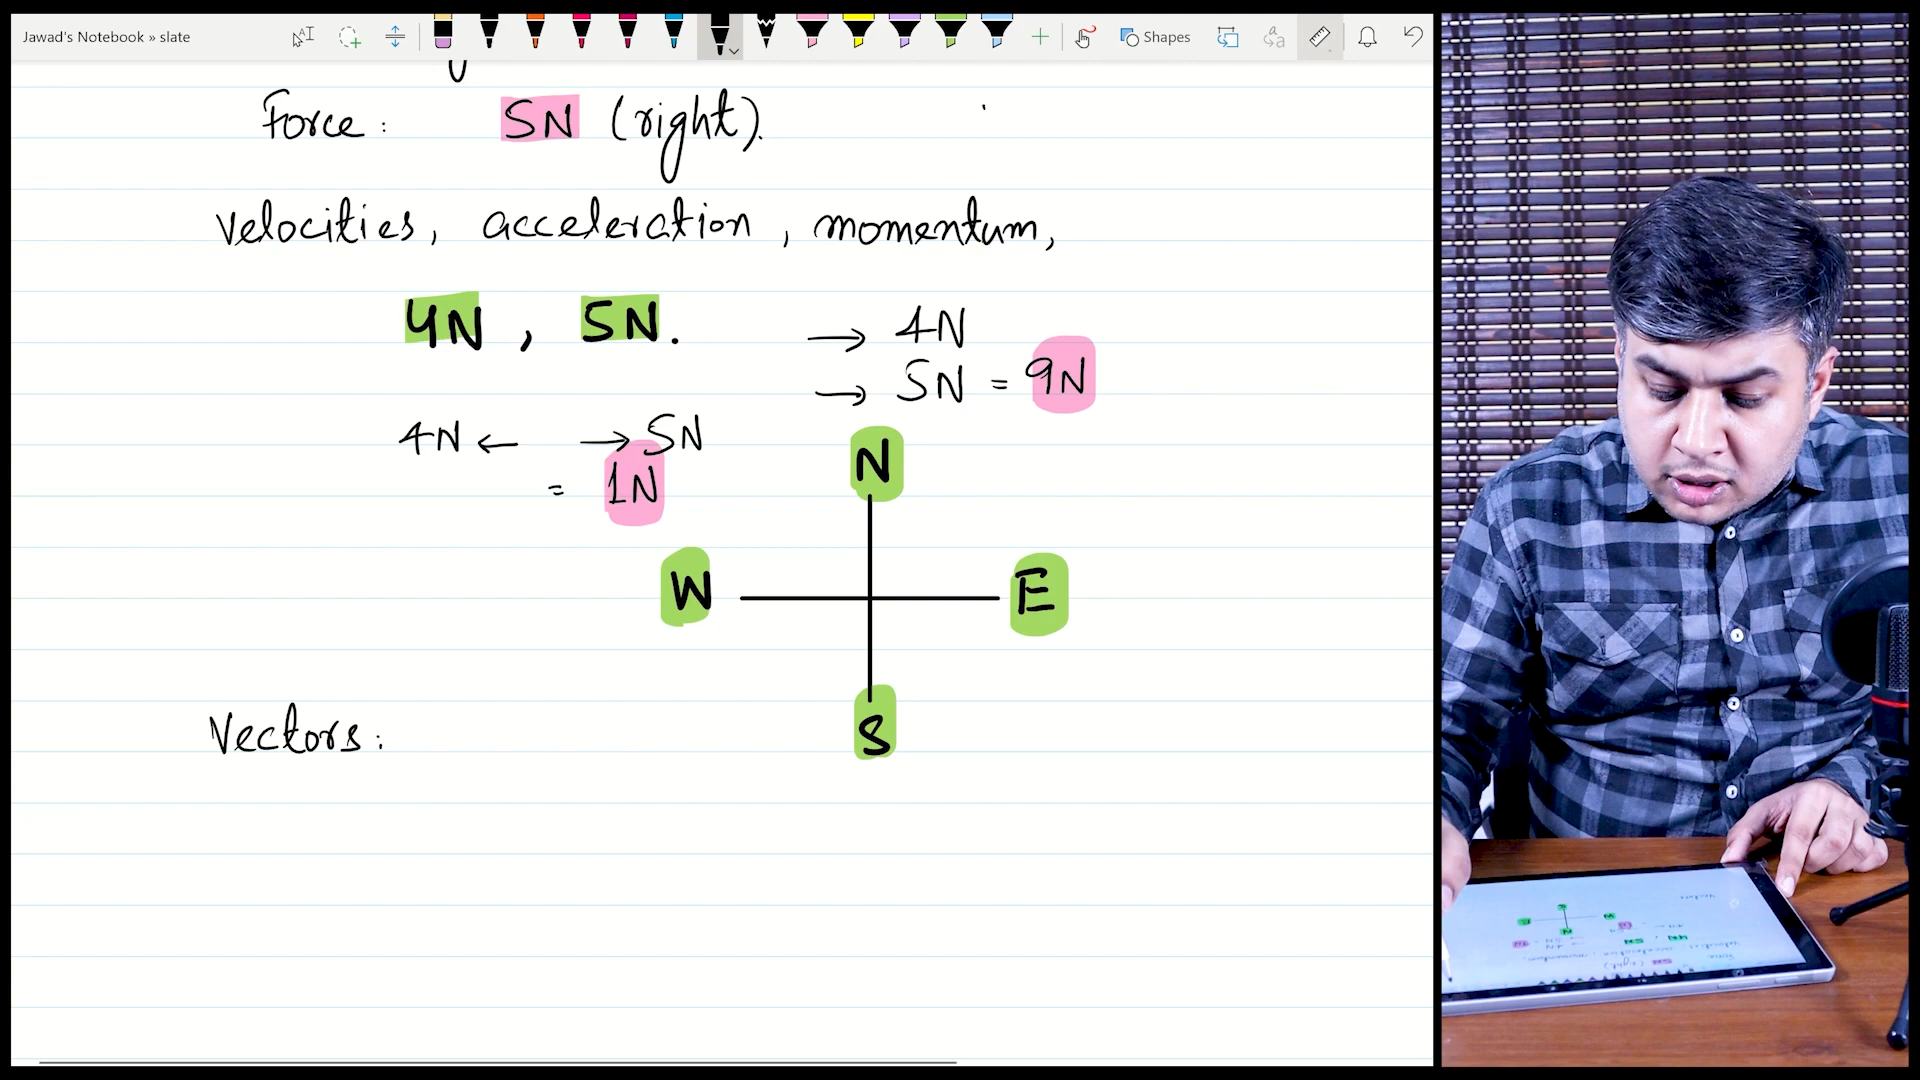 Jawad's Notebook » slate
Shapes
Force: 5N (right).
velocities, acceleration, momentum,
4N, 5N.
→ 4N
→ 5N = 9N
4N ← → 5N
= 1N
N
W E
S
Vectors: